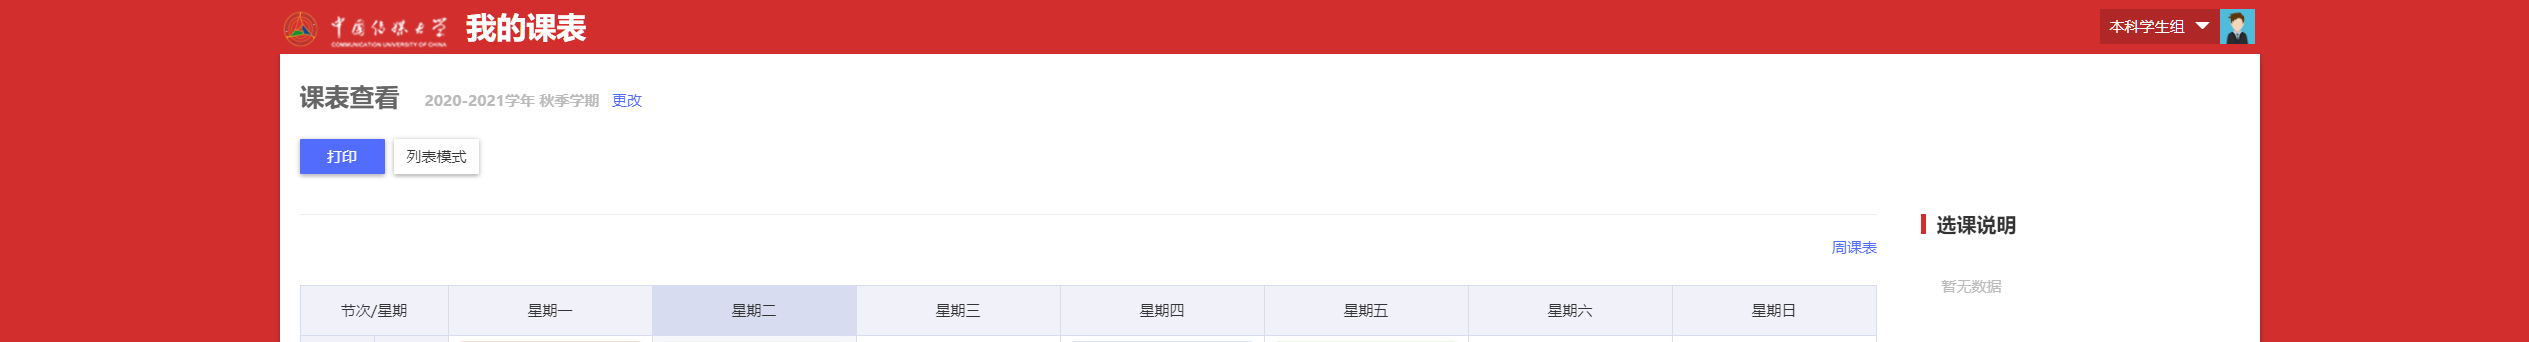 中国传媒大学 我的课表 本科学生组
COMMUNICATION UNIVERSITY OF CHINA
课表查看 2020-2021学年 秋季学期 更改
打印 列表模式
选课说明
周课表
暂无数据
节次/星期 星期一 星期二 星期三 星期四 星期五 星期六 星期日